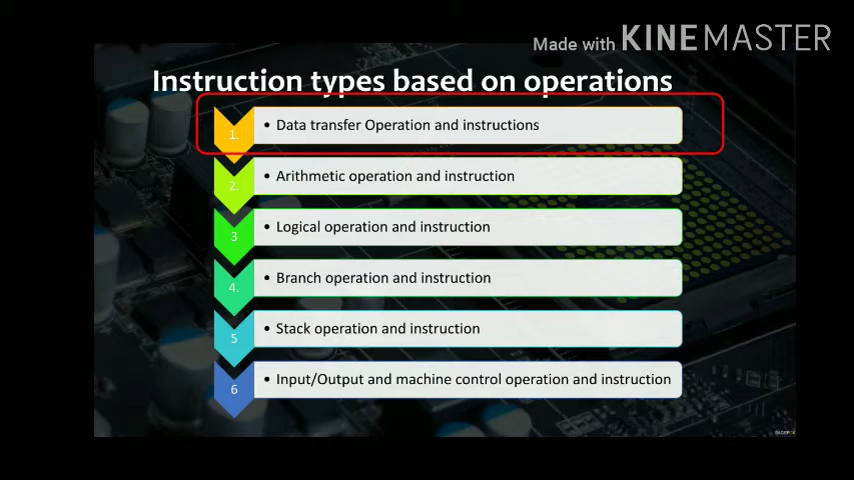 Made with KINEMASTER
Instruction types based on operations
1. • Data transfer Operation and instructions
2. • Arithmetic operation and instruction
3 • Logical operation and instruction
4. • Branch operation and instruction
5 • Stack operation and instruction
6 • Input/Output and machine control operation and instruction